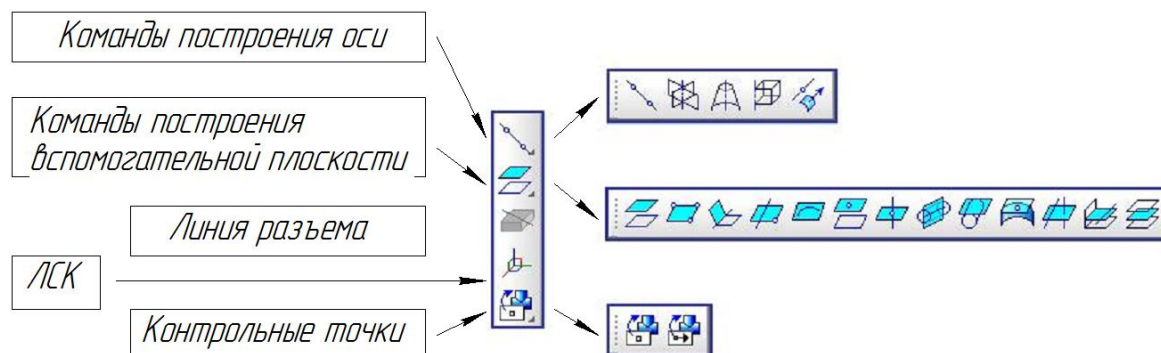 Команды построения оси
Команды построения
вспомогательной плоскости
Линия разъема
ЛСК
Контрольные точки